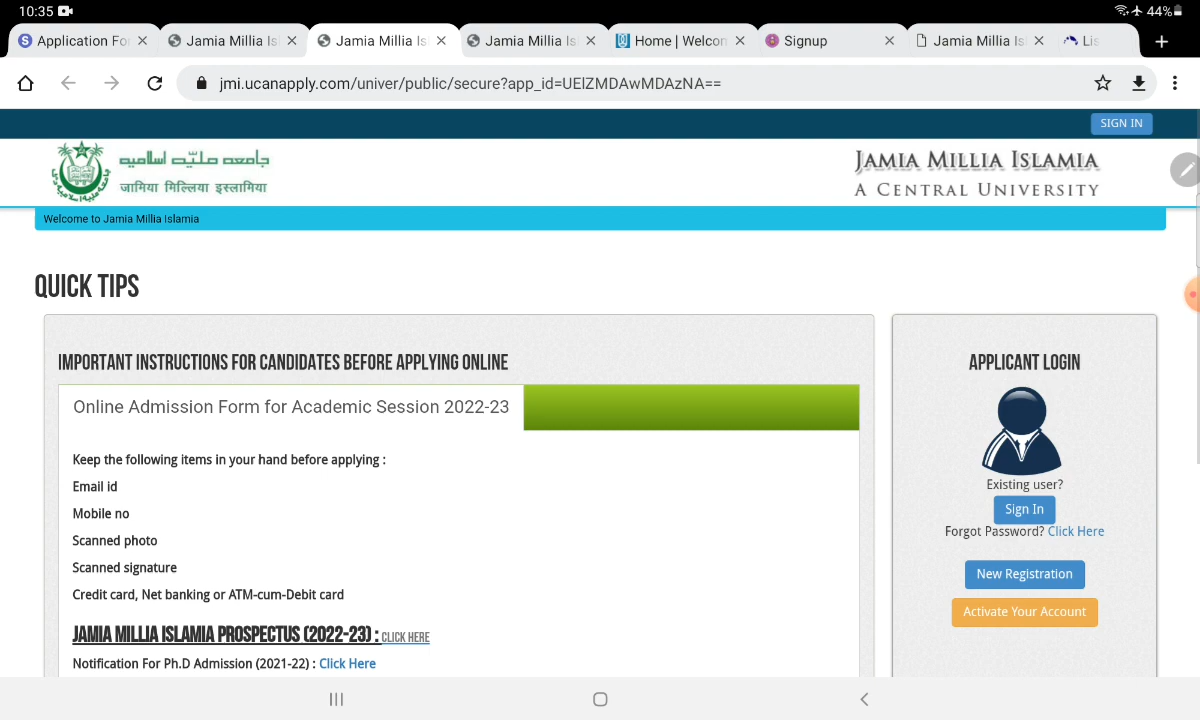 10:35
44%
Application Fo
Jamia Millia Is
Jamia Millia Is
Jamia Millia Is
Home | Welcon
Signup
Jamia Millia Is
Lis
jmi.ucanapply.com/univer/public/secure?app_id=UElZMDAwMDAzNA==
SIGN IN
جامعہ ملیہ اسلامیہ
जामिया मिल्लिया इस्लामिया
JAMIA MILLIA ISLAMIA
A CENTRAL UNIVERSITY
Welcome to Jamia Millia Islamia
QUICK TIPS
IMPORTANT INSTRUCTIONS FOR CANDIDATES BEFORE APPLYING ONLINE
Online Admission Form for Academic Session 2022-23
Keep the following items in your hand before applying :
Email id
Mobile no
Scanned photo
Scanned signature
Credit card, Net banking or ATM-cum-Debit card
JAMIA MILLIA ISLAMIA PROSPECTUS (2022-23) : CLICK HERE
Notification For Ph.D Admission (2021-22) : Click Here
APPLICANT LOGIN
Existing user?
Sign In
Forgot Password? Click Here
New Registration
Activate Your Account